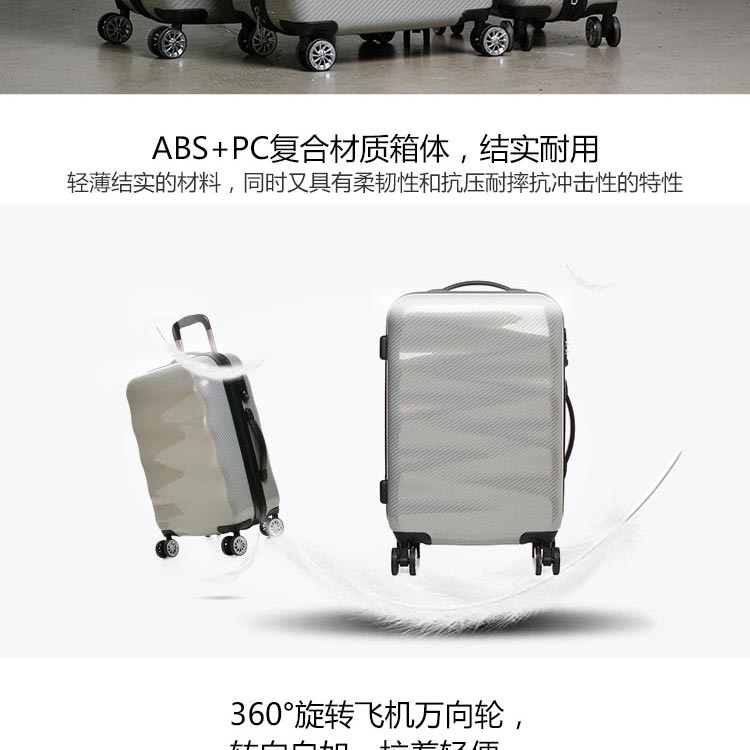 ABS+PC复合材质箱体，结实耐用
轻薄结实的材料，同时又具有柔韧性和抗压耐摔抗冲击性的特性
360°旋转飞机万向轮，